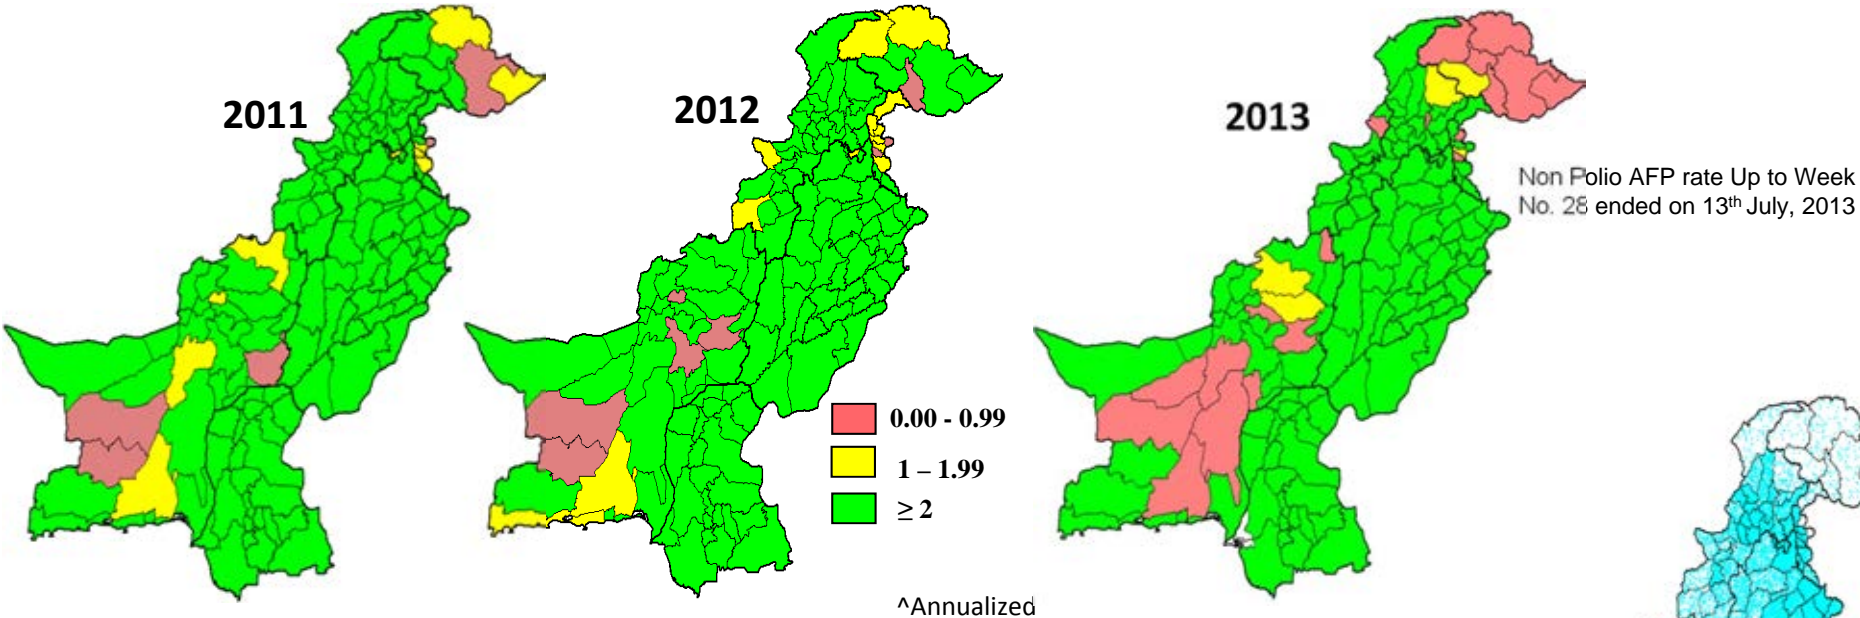 2011
2012
2013
Non Polio AFP rate Up to Week
No. 28 ended on 13th July, 2013
0.00 - 0.99
1 – 1.99
≥ 2
^Annualized